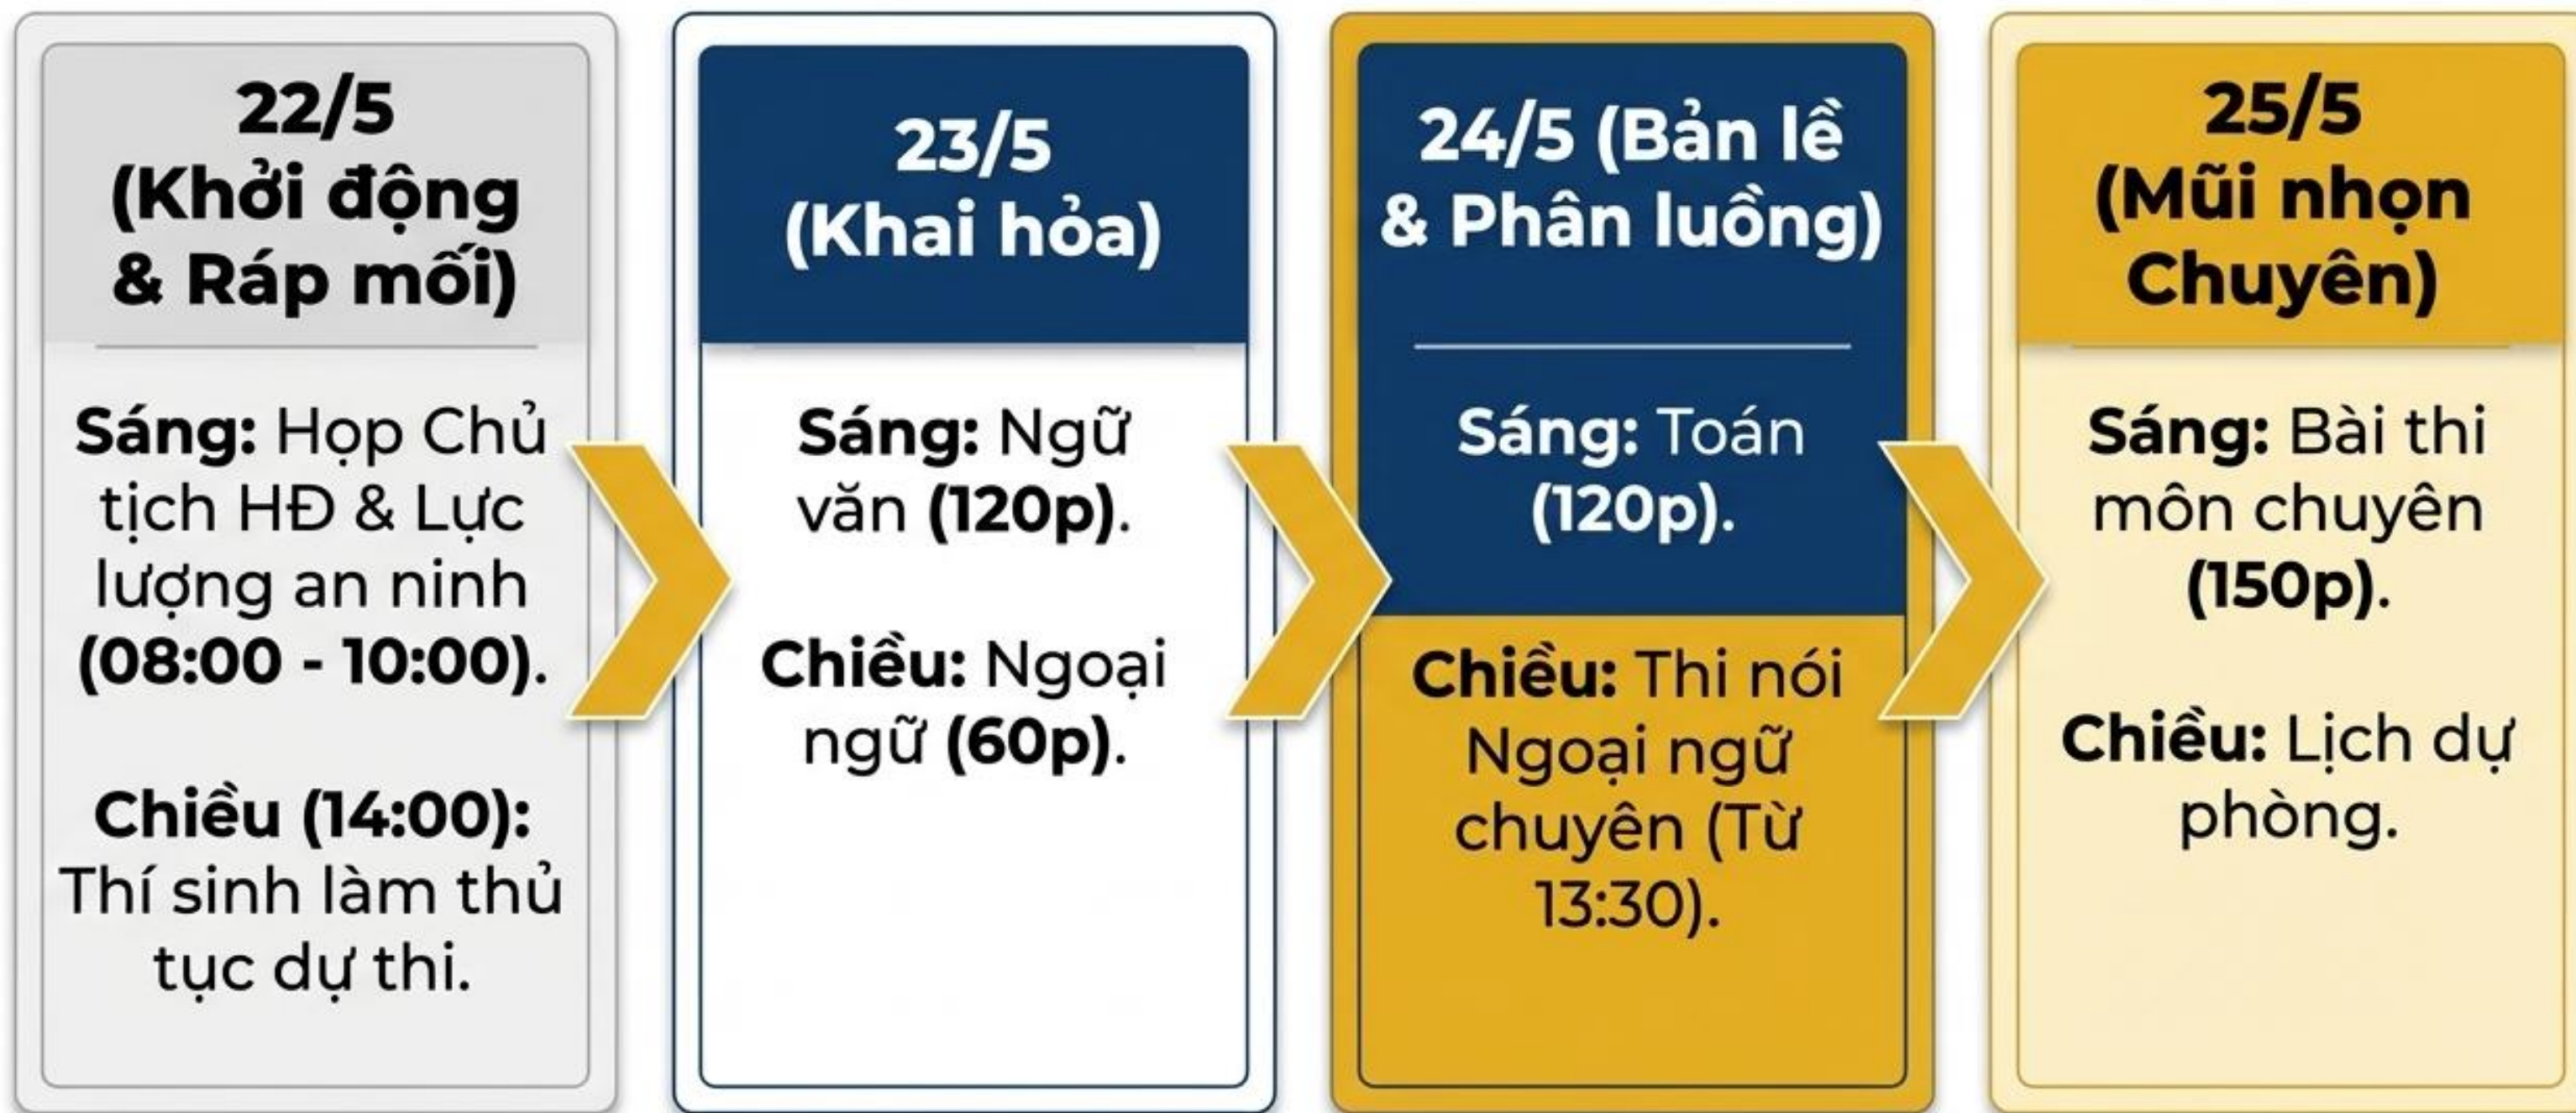 22/5
(Khởi động
& Ráp mối)
Sáng: Họp Chủ
tịch HĐ & Lực
lượng an ninh
(08:00 - 10:00).
Chiều (14:00):
Thí sinh làm thủ
tục dự thi.
23/5
(Khai hỏa)
Sáng: Ngữ
văn (120p).
Chiều: Ngoại
ngữ (60p).
24/5 (Bản lề
& Phân luồng)
Sáng: Toán
(120p).
Chiều: Thi nói
Ngoại ngữ
chuyên (Từ
13:30).
25/5
(Mũi nhọn
Chuyên)
Sáng: Bài thi
môn chuyên
(150p).
Chiều: Lịch dự
phòng.